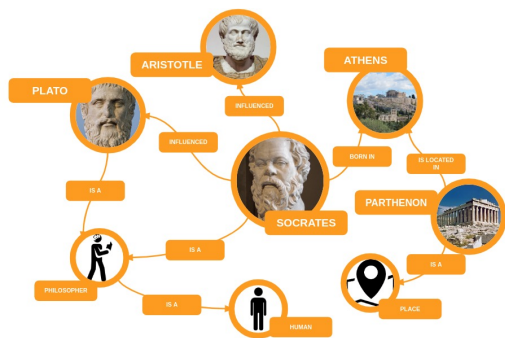 ARISTOTLE
ATHENS
PLATO
INFLUENCED
INFLUENCED
BORN IN
IS LOCATED
IN
IS A
PARTHENON
SOCRATES
IS A
IS A
PHILOSOPHER
IS A
PLACE
HUMAN